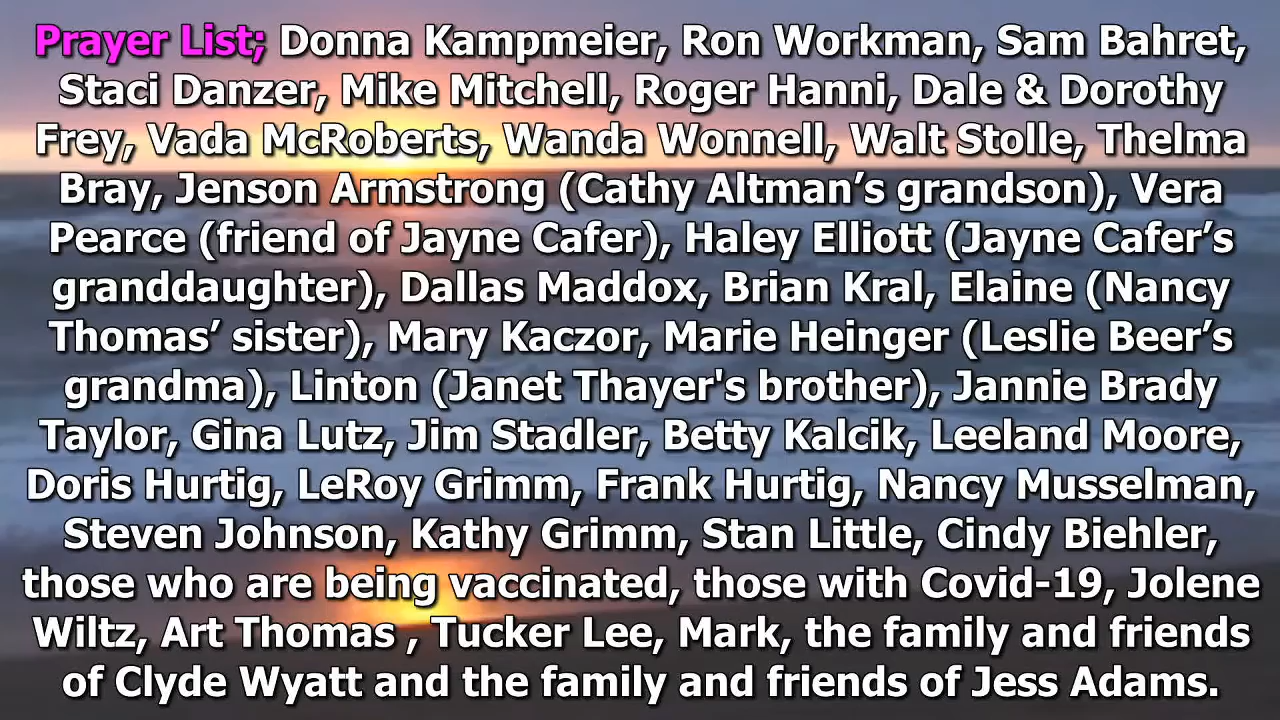 Prayer List; Donna Kampmeier, Ron Workman, Sam Bahret,
Staci Danzer, Mike Mitchell, Roger Hanni, Dale & Dorothy
Frey, Vada McRoberts, Wanda Wonnell, Walt Stolle, Thelma
Bray, Jenson Armstrong (Cathy Altman’s grandson), Vera
Pearce (friend of Jayne Cafer), Haley Elliott (Jayne Cafer’s
granddaughter), Dallas Maddox, Brian Kral, Elaine (Nancy
Thomas’ sister), Mary Kaczor, Marie Heinger (Leslie Beer’s
grandma), Linton (Janet Thayer's brother), Jannie Brady
Taylor, Gina Lutz, Jim Stadler, Betty Kalcik, Leeland Moore,
Doris Hurtig, LeRoy Grimm, Frank Hurtig, Nancy Musselman,
Steven Johnson, Kathy Grimm, Stan Little, Cindy Biehler,
those who are being vaccinated, those with Covid-19, Jolene
Wiltz, Art Thomas , Tucker Lee, Mark, the family and friends
of Clyde Wyatt and the family and friends of Jess Adams.